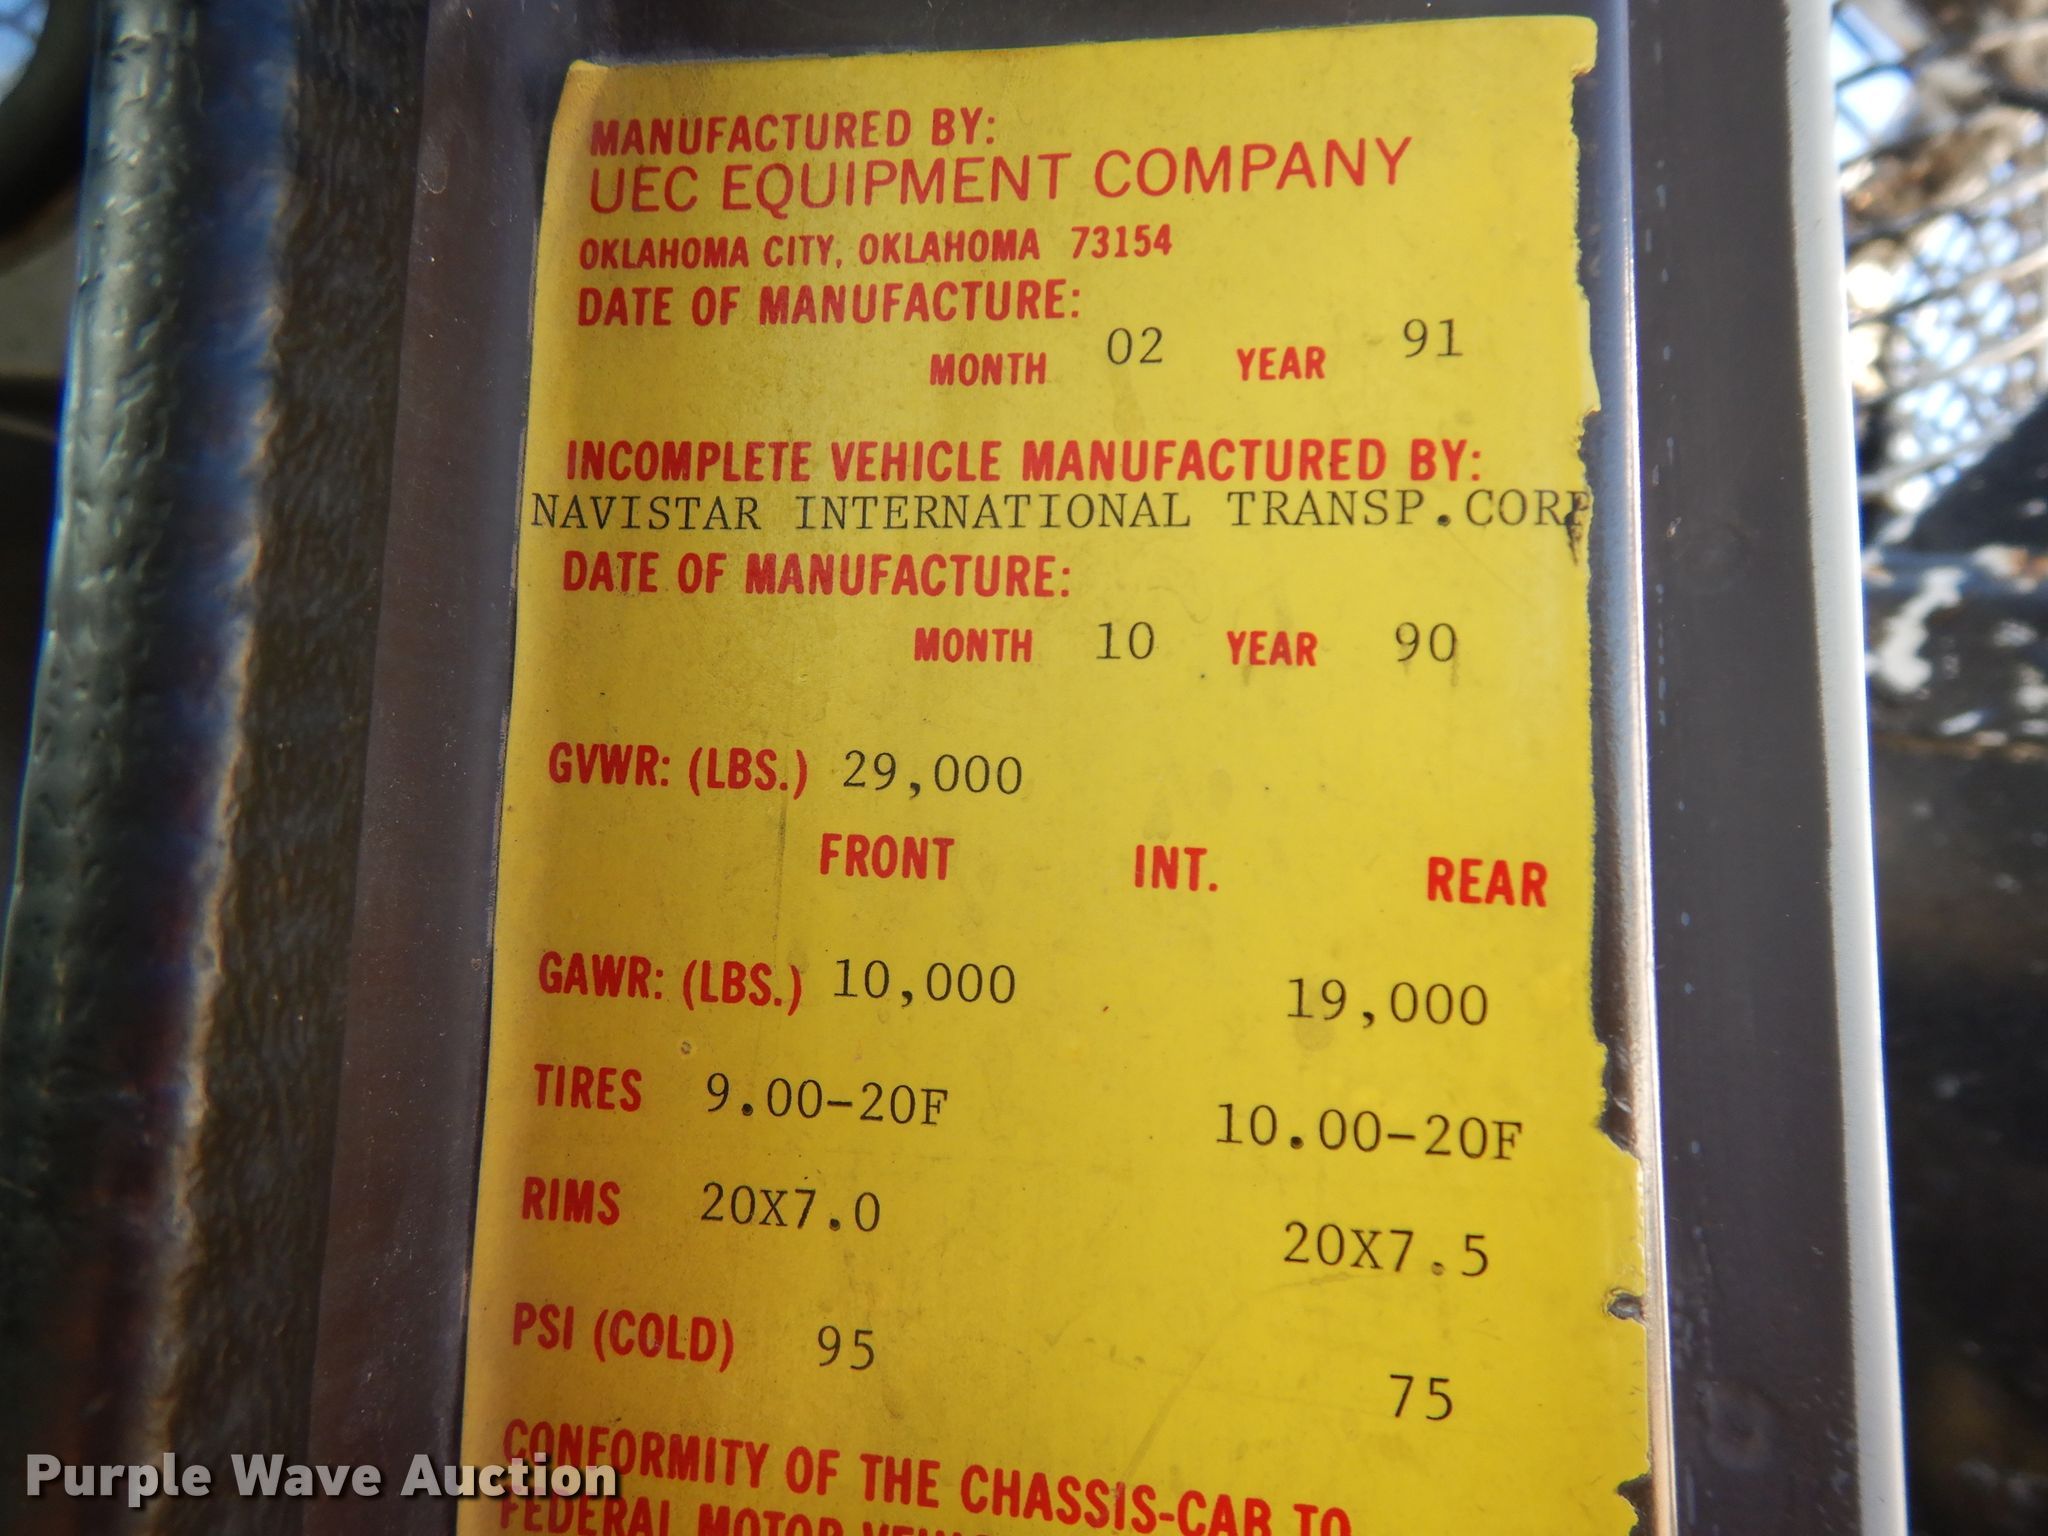 MANUFACTURED BY:
UEC EQUIPMENT COMPANY
OKLAHOMA CITY, OKLAHOMA 73154
DATE OF MANUFACTURE:
MONTH 02 YEAR 91
INCOMPLETE VEHICLE MANUFACTURED BY:
NAVISTAR INTERNATIONAL TRANSP.CORP
DATE OF MANUFACTURE:
MONTH 10 YEAR 90
GVWR: (LBS.) 29,000
FRONT INT. REAR
GAWR: (LBS.) 10,000 19,000
TIRES 9.00-20F 10.00-20F
RIMS 20X7.0 20X7.5
PSI (COLD) 95 75
CONFORMITY OF THE CHASSIS-CAB TO
FEDERAL MOTOR
Purple Wave Auction